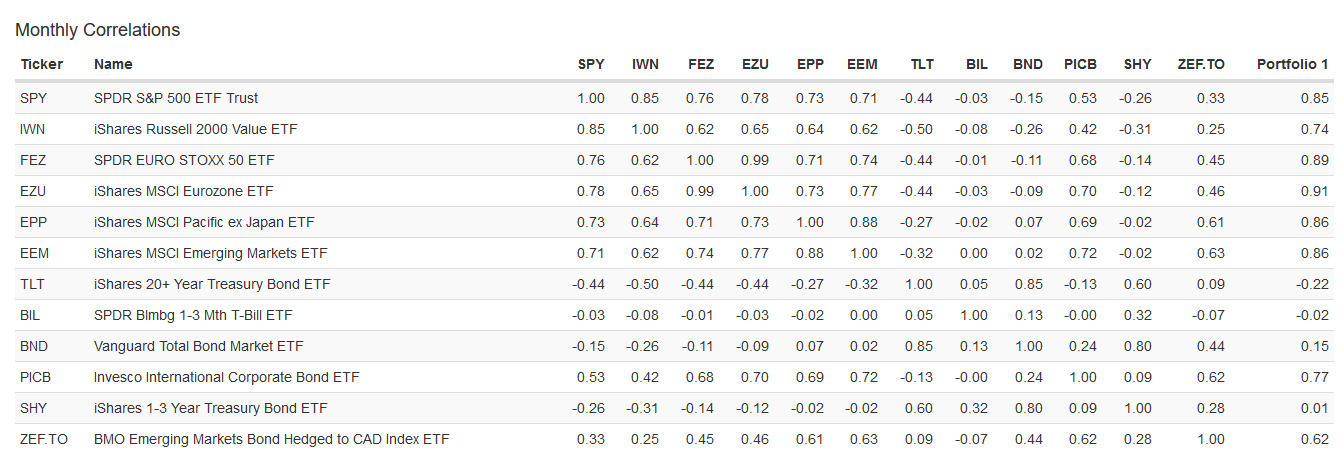 Monthly Correlations
Ticker Name SPY IWN FEZ EZU EPP EEM TLT BIL BND PICB SHY ZEF.TO Portfolio 1
SPY SPDR S&P 500 ETF Trust 1.00 0.85 0.76 0.78 0.73 0.71 -0.44 -0.03 -0.15 0.53 -0.26 0.33 0.85
IWN iShares Russell 2000 Value ETF 0.85 1.00 0.62 0.65 0.64 0.62 -0.50 -0.08 -0.26 0.42 -0.31 0.25 0.74
FEZ SPDR EURO STOXX 50 ETF 0.76 0.62 1.00 0.99 0.71 0.74 -0.44 -0.01 -0.11 0.68 -0.14 0.45 0.89
EZU iShares MSCI Eurozone ETF 0.78 0.65 0.99 1.00 0.73 0.77 -0.44 -0.03 -0.09 0.70 -0.12 0.46 0.91
EPP iShares MSCI Pacific ex Japan ETF 0.73 0.64 0.71 0.73 1.00 0.88 -0.27 -0.02 0.07 0.69 -0.02 0.61 0.86
EEM iShares MSCI Emerging Markets ETF 0.71 0.62 0.74 0.77 0.88 1.00 -0.32 0.00 0.02 0.72 -0.02 0.63 0.86
TLT iShares 20+ Year Treasury Bond ETF -0.44 -0.50 -0.44 -0.44 -0.27 -0.32 1.00 0.05 0.85 -0.13 0.60 0.09 -0.22
BIL SPDR Blmbg 1-3 Mth T-Bill ETF -0.03 -0.08 -0.01 -0.03 -0.02 0.00 0.05 1.00 0.13 -0.00 0.32 -0.07 -0.02
BND Vanguard Total Bond Market ETF -0.15 -0.26 -0.11 -0.09 0.07 0.02 0.85 0.13 1.00 0.24 0.80 0.44 0.15
PICB Invesco International Corporate Bond ETF 0.53 0.42 0.68 0.70 0.69 0.72 -0.13 -0.00 0.24 1.00 0.09 0.62 0.77
SHY iShares 1-3 Year Treasury Bond ETF -0.26 -0.31 -0.14 -0.12 -0.02 -0.02 0.60 0.32 0.80 0.09 1.00 0.28 0.01
ZEF.TO BMO Emerging Markets Bond Hedged to CAD Index ETF 0.33 0.25 0.45 0.46 0.61 0.63 0.09 -0.07 0.44 0.62 0.28 1.00 0.62